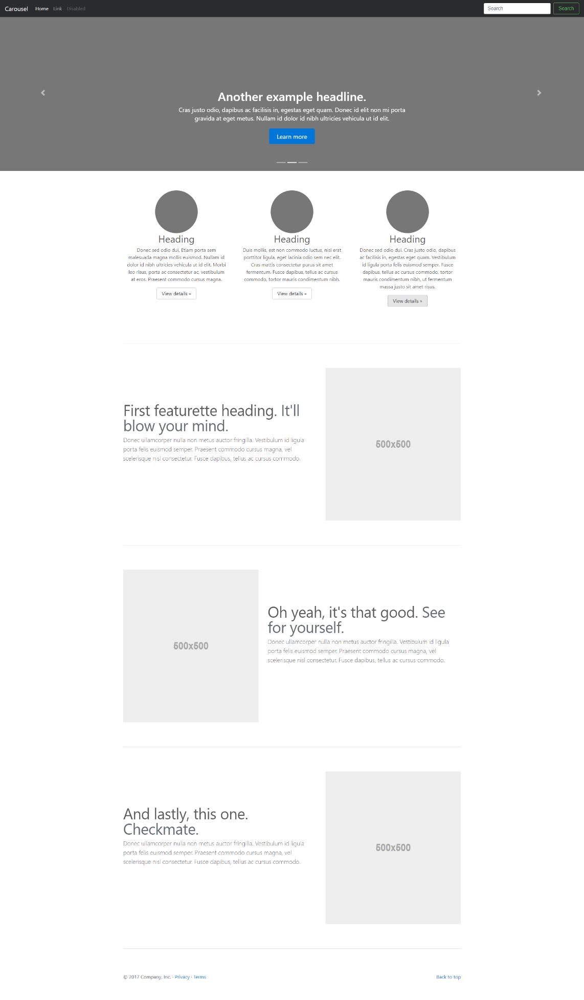 Carousel Home Link Disabled Search Search
Another example headline.
Cras justo odio, dapibus ac facilisis in, egestas eget quam. Donec id elit non mi porta
gravida at eget metus. Nullam id dolor id nibh ultricies vehicula ut id elit.
Learn more
Heading
Donec sed odio dui. Etiam porta sem
malesuada magna mollis euismod. Nullam id
dolor id nibh ultricies vehicula ut id elit. Morbi
leo risus, porta ac consectetur ac, vestibulum
at eros. Praesent commodo cursus magna.
View details »
Heading
Duis mollis, est non commodo luctus, nisi erat
porttitor ligula, eget lacinia odio sem nec elit.
Cras mattis consectetur purus sit amet
fermentum. Fusce dapibus, tellus ac cursus
commodo, tortor mauris condimentum nibh.
View details »
Heading
Donec sed odio dui. Cras justo odio, dapibus
ac facilisis in, egestas eget quam. Vestibulum
id ligula porta felis euismod semper. Fusce
dapibus, tellus ac cursus commodo, tortor
mauris condimentum nibh, ut fermentum
massa justo sit amet risus.
View details »
First featurette heading. It'll
blow your mind.
Donec ullamcorper nulla non metus auctor fringilla. Vestibulum id ligula
porta felis euismod semper. Praesent commodo cursus magna, vel
scelerisque nisl consectetur. Fusce dapibus, tellus ac cursus commodo.
500x500
500x500
Oh yeah, it's that good. See
for yourself.
Donec ullamcorper nulla non metus auctor fringilla. Vestibulum id ligula
porta felis euismod semper. Praesent commodo cursus magna, vel
scelerisque nisl consectetur. Fusce dapibus, tellus ac cursus commodo.
And lastly, this one.
Checkmate.
Donec ullamcorper nulla non metus auctor fringilla. Vestibulum id ligula
porta felis euismod semper. Praesent commodo cursus magna, vel
scelerisque nisl consectetur. Fusce dapibus, tellus ac cursus commodo.
500x500
© 2017 Company, Inc. · Privacy · Terms
Back to top